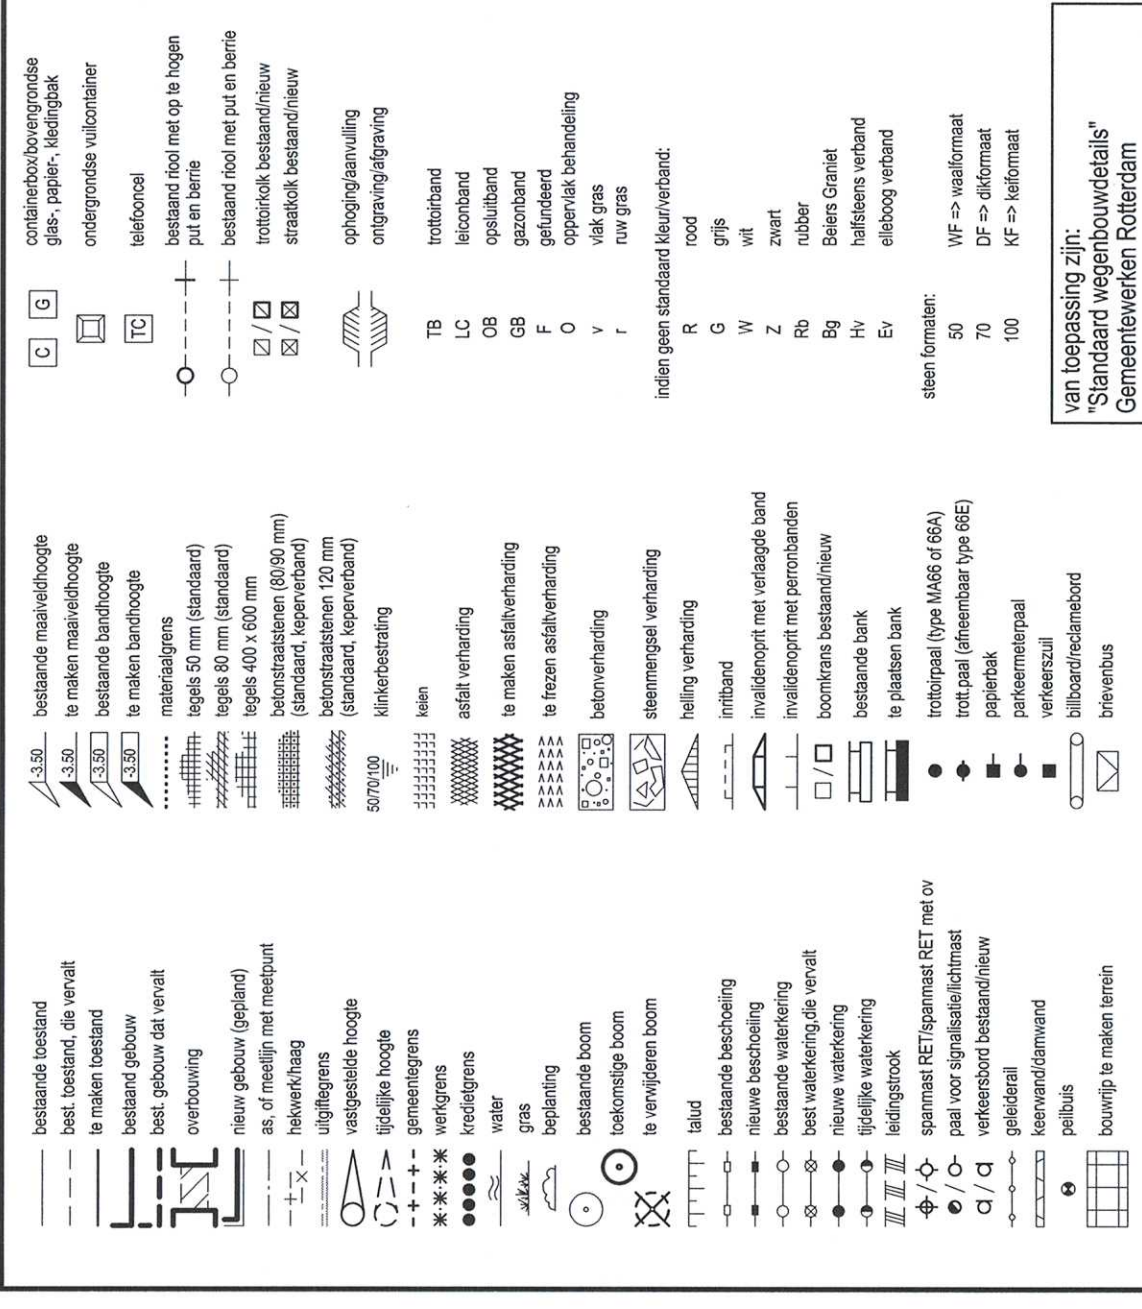 bestaande toestand
best. toestand, die vervalt
te maken toestand
bestaand gebouw
best. gebouw dat vervalt
overbouwing
nieuw gebouw (gepland)
as, of meetlijn met meetpunt
hekwerk/haag
uitgiftegrens
vastgestelde hoogte
tijdelijke hoogte
gemeentegrens
werkgrens
kredietgrens
water
gras
beplanting
bestaande boom
toekomstige boom
te verwijderen boom
talud
bestaande beschoeiing
nieuwe beschoeing
bestaande waterkering
best waterkering,die vervalt
nieuwe waterkering
tijdelijke waterkering
leidingstrook
spanmast RET/spanmast RET met ov
paal voor signalisatie/lichtmast
verkeersbord bestaand/nieuw
geleiderail
keerwand/damwand
peilbuis
bouwrijp te maken terrein
-3.50 bestaande maaiveldhoogte
-3.50 te maken maaiveldhoogte
-3.50 bestaande bandhoogte
-3.50 te maken bandhoogte
materiaalgrens
tegels 50 mm (standaard)
tegels 80 mm (standaard)
tegels 400 x 600 mm
betonstraatstenen (80/90 mm)
(standaard, keperverband)
betonstraatstenen 120 mm
(standaard, keperverband)
50/70/100 klinkerbestrating
keien
asfalt verharding
te maken asfaltverharding
te frezen asfaltverharding
betonverharding
steenmengsel verharding
helling verharding
inritband
invalidenoprit met verlaagde band
invalidenoprit met perronbanden
boomkrans bestaand/nieuw
bestaande bank
te plaatsen bank
trottoirpaal (type MA66 of 66A)
trott.paal (afneembaar type 66E)
papierbak
parkeermeterpaal
verkeerszuil
billboard/reclamebord
brievenbus
C G containerbox/bovengrondse
glas-, papier-, kledingbak
ondergrondse vuilcontainer
TC telefooncel
bestaand riool met op te hogen
put en berrie
bestaand riool met put en berrie
trottoirkolk bestaand/nieuw
straatkolk bestaand/nieuw
ophoging/aanvulling
ontgraving/afgraving
TB trottoirband
LC leiconband
OB opsluitband
GB gazonband
F gefundeerd
O oppervlak behandeling
v vlak gras
r ruw gras
indien geen standaard kleur/verband:
R rood
G grijs
W wit
Z zwart
Rb rubber
Bg Beiers Graniet
Hv halfsteens verband
Ev elleboog verband
steen formaten:
50 WF => waalformaat
70 DF => dikformaat
100 KF => keiformaat
van toepassing zijn:
"Standaard wegenbouwdetails"
Gemeentewerken Rotterdam